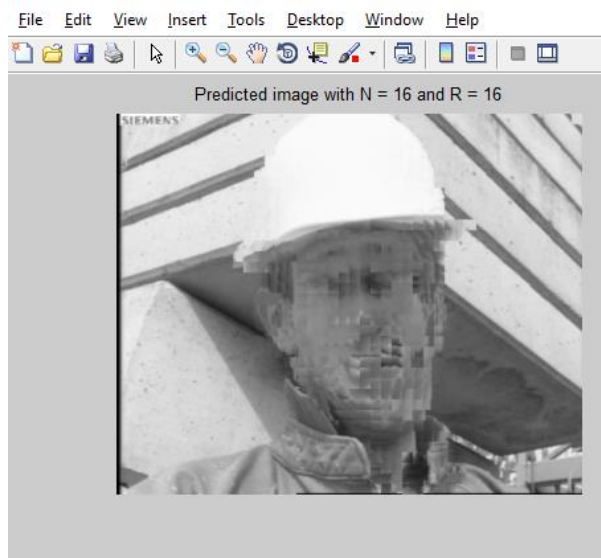 File Edit View Insert Tools Desktop Window Help
Predicted image with N = 16 and R = 16
SIEMENS